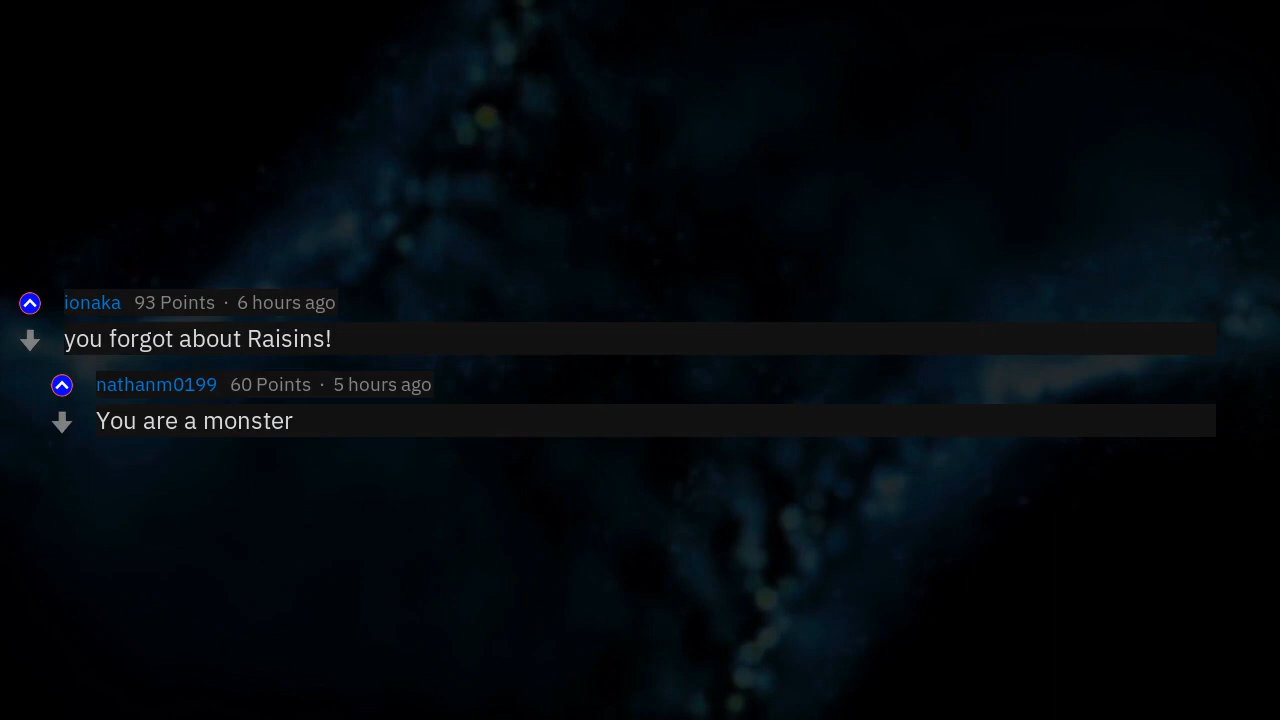 ionaka 93 Points · 6 hours ago
you forgot about Raisins!
nathanm0199 60 Points · 5 hours ago
You are a monster